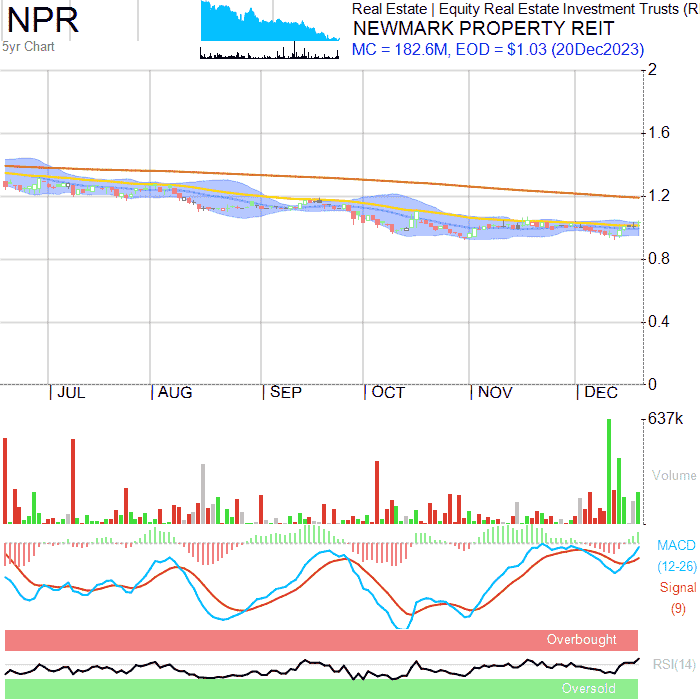 NPR
Real Estate | Equity Real Estate Investment Trusts (R
NEWMARK PROPERTY REIT
5yr Chart
MC = 182.6M, EOD = $1.03 (20Dec2023)
2
1.6
1.2
0.8
0.4
0
JUL AUG SEP OCT NOV DEC
637k
Volume
MACD
(12-26)
Signal
(9)
Overbought
RSI(14)
Oversold